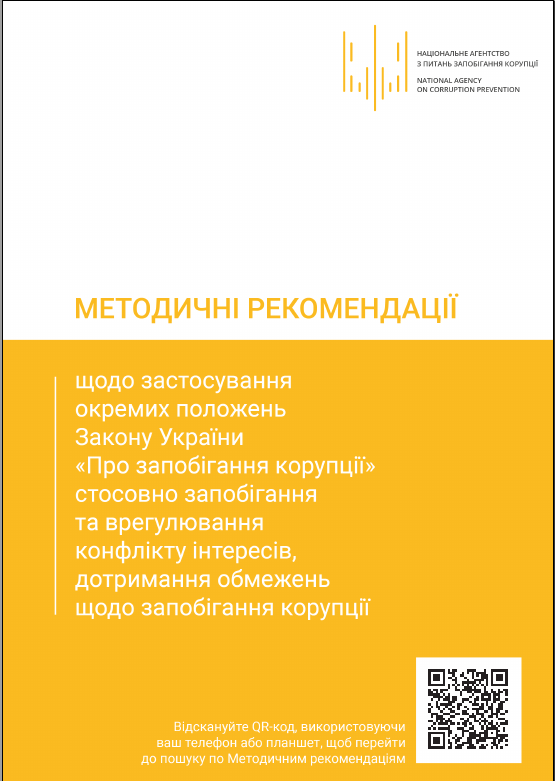 НАЦІОНАЛЬНЕ АГЕНТСТВО
З ПИТАНЬ ЗАПОБІГАННЯ КОРУПЦІЇ
NATIONAL AGENCY
ON CORRUPTION PREVENTION
МЕТОДИЧНІ РЕКОМЕНДАЦІЇ
щодо застосування
окремих положень
Закону України
«Про запобігання корупції»
стосовно запобігання
та врегулювання
конфлікту інтересів,
дотримання обмежень
щодо запобігання корупції
Відскануйте QR-код, використовуючи
ваш телефон або планшет, щоб перейти
до пошуку по Методичним рекомендаціям